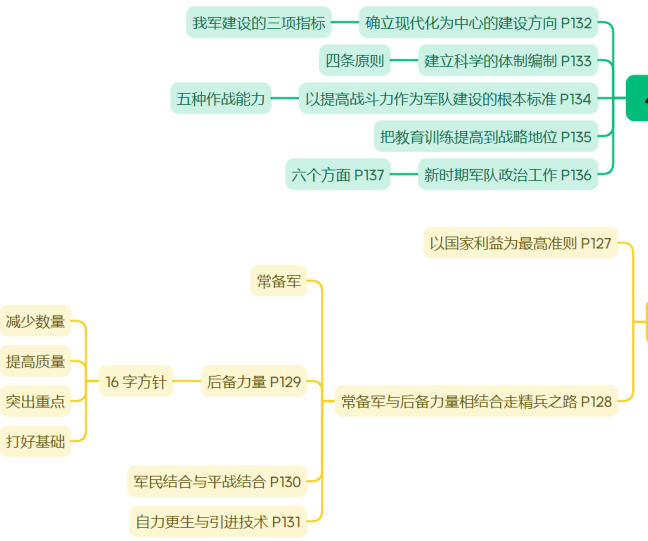 我军建设的三项指标
确立现代化为中心的建设方向 P132
四条原则
建立科学的体制编制 P133
五种作战能力
以提高战斗力作为军队建设的根本标准 P134
把教育训练提高到战略地位 P135
六个方面 P137
新时期军队政治工作 P136
以国家利益为最高准则 P127
常备军
减少数量
提高质量
16 字方针
后备力量 P129
突出重点
常备军与后备力量相结合走精兵之路 P128
打好基础
军民结合与平战结合 P130
自力更生与引进技术 P131